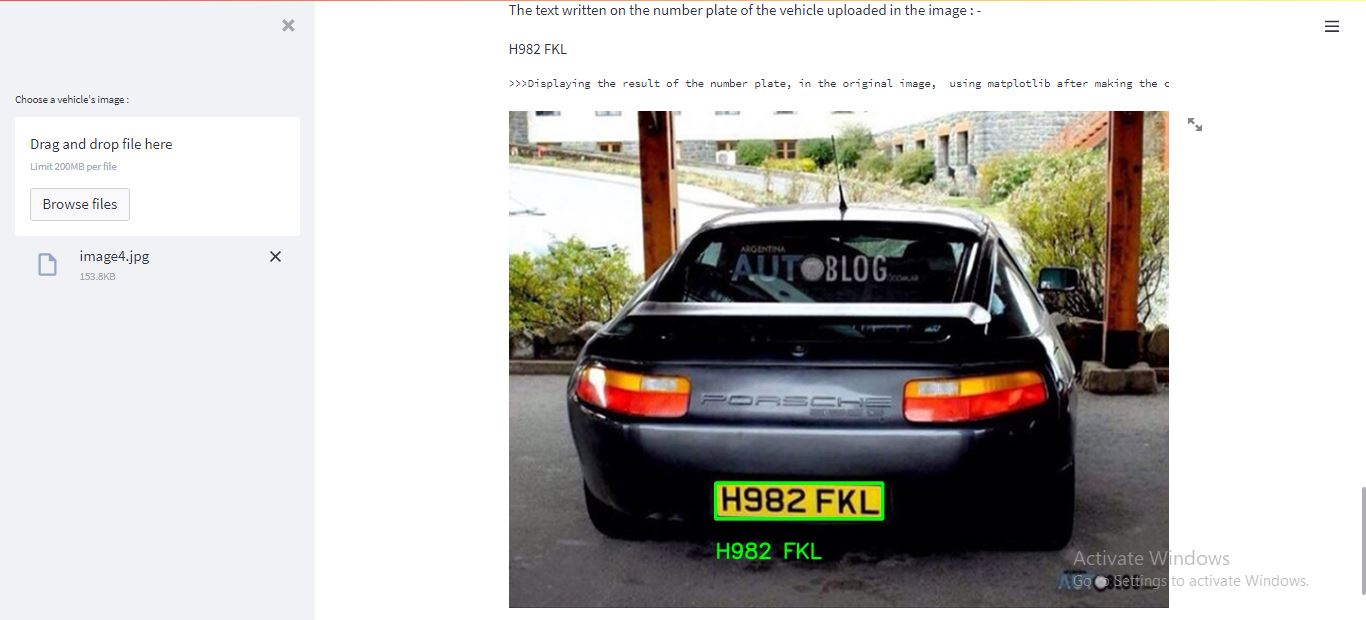 Choose a vehicle's image :
Drag and drop file here
Limit 200MB per file
Browse files
image4.jpg
153.8KB
The text written on the number plate of the vehicle uploaded in the image : -
H982 FKL
>>>Displaying the result of the number plate, in the original image,  using matplotlib after making the c
ARGENTINA
AUTOBLOG
.COM.AR
PORSCHE
H982 FKL
H982 FKL
Activate Windows
Go to Settings to activate Windows.